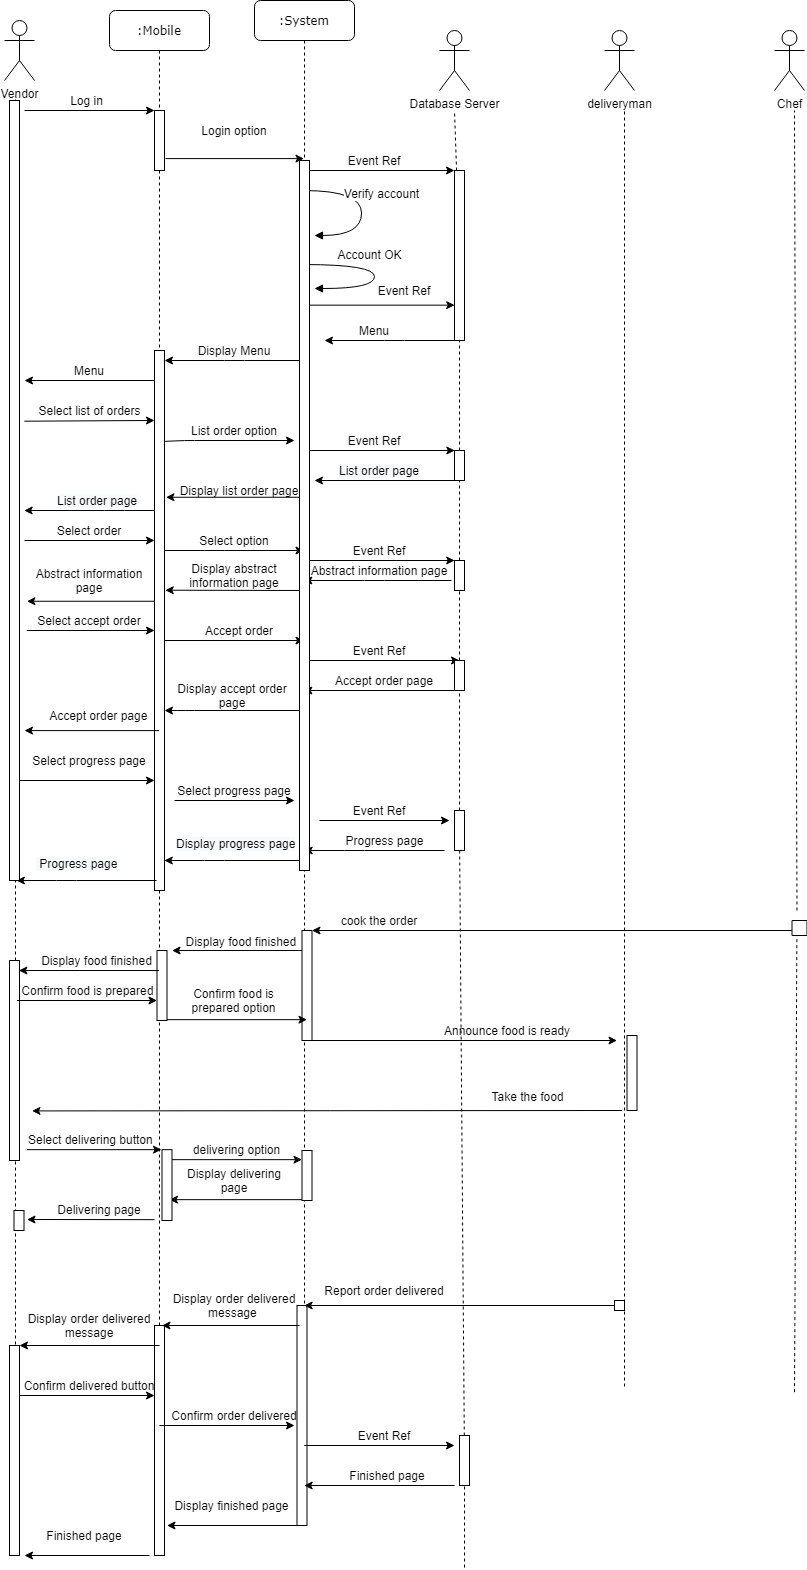 :Mobile
:System
Vendor
Database Server
deliveryman
Chef
Log in
Login option
Event Ref
Verify account
Account OK
Event Ref
Menu
Display Menu
Menu
Select list of orders
List order option
Event Ref
List order page
Display list order page
List order page
Select order
Select option
Event Ref
Abstract information page
Display abstract
information page
Abstract information
page
Select accept order
Accept order
Event Ref
Accept order page
Display accept order
page
Accept order page
Select progress page
Select progress page
Event Ref
Progress page
Display progress page
Progress page
cook the order
Display food finished
Display food finished
Confirm food is prepared
Confirm food is
prepared option
Announce food is ready
Take the food
Select delivering button
delivering option
Display delivering
page
Delivering page
Report order delivered
Display order delivered
message
Display order delivered
message
Confirm delivered button
Confirm order delivered
Event Ref
Finished page
Display finished page
Finished page